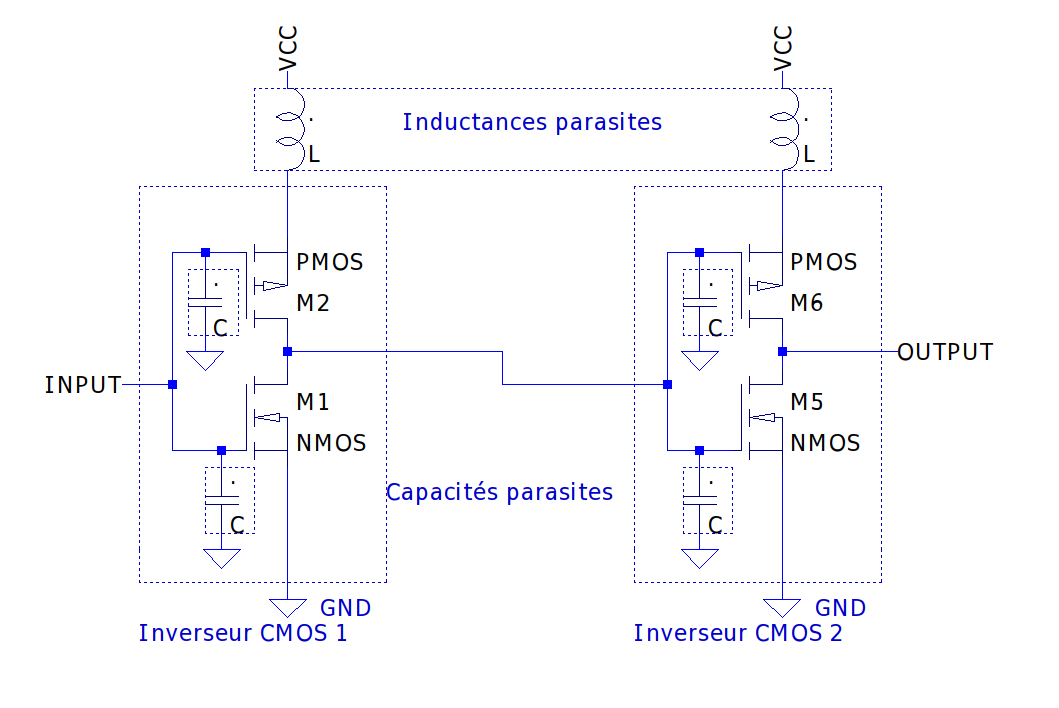 VCC
VCC
Inductances parasites
L
L
PMOS
M2
C
PMOS
M6
C
INPUT
OUTPUT
M1
NMOS
M5
NMOS
Capacités parasites
C
C
GND
GND
Inverseur CMOS 1
Inverseur CMOS 2